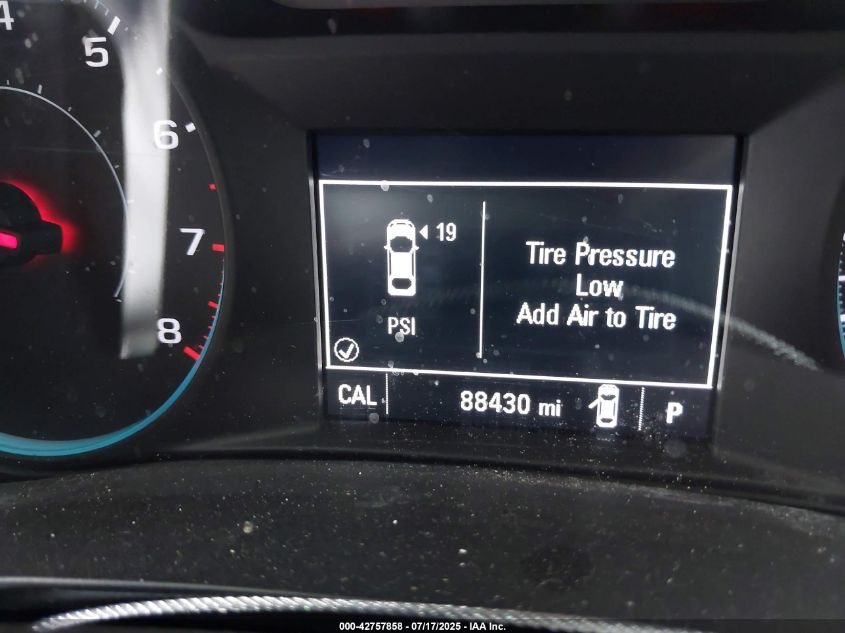 4
5
6
7
8
19
PSI
Tire Pressure
Low
Add Air to Tire
CAL
88430 mi
P
000-42757858 - 07/17/2025 - IAA Inc.